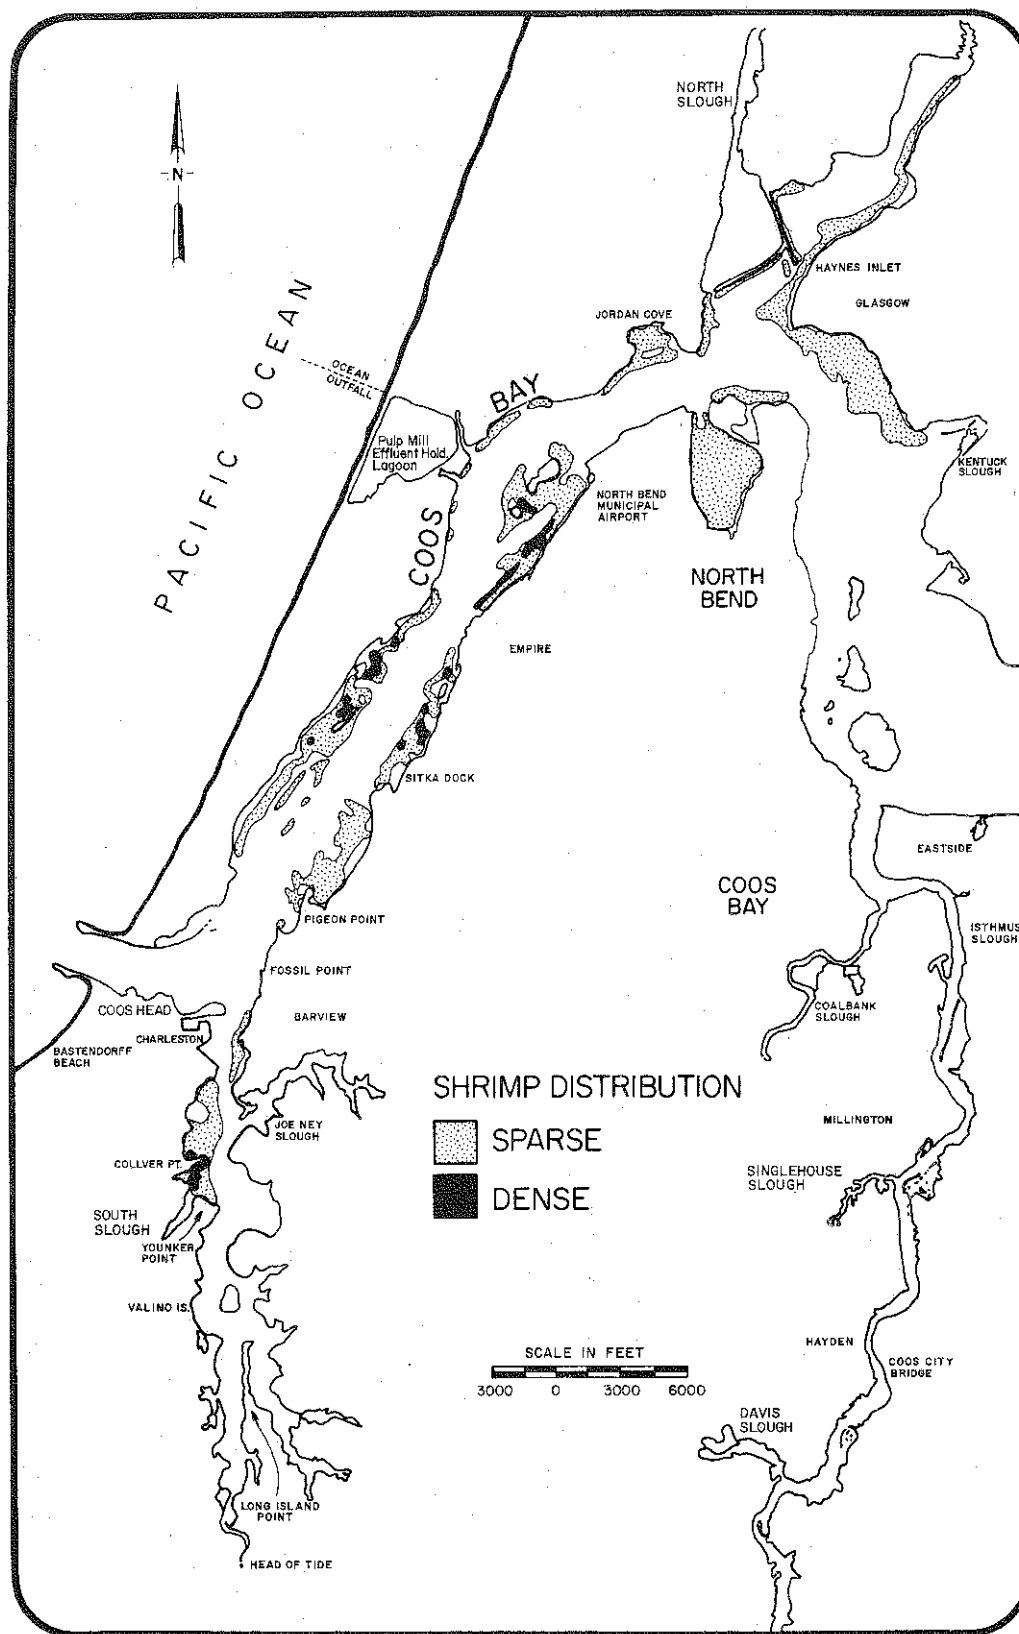 NORTH
SLOUGH
-N-
HAYNES INLET
GLASGOW
JORDAN COVE
PACIFIC OCEAN
OCEAN
OUTFALL
COOS BAY
Pulp Mill
Effluent Hold.
Lagoon
KENTUCK
SLOUGH
NORTH BEND
MUNICIPAL
AIRPORT
NORTH
BEND
EMPIRE
SITKA DOCK
EASTSIDE
COOS
BAY
PIGEON POINT
ISTHMUS
SLOUGH
FOSSIL POINT
COOS HEAD
BARVIEW
COALBANK
SLOUGH
CHARLESTON
BASTENDORFF
BEACH
SHRIMP DISTRIBUTION
SPARSE
DENSE
JOE NEY
SLOUGH
MILLINGTON
COLLVER PT.
SINGLEHOUSE
SLOUGH
SOUTH
SLOUGH
YOUNKER
POINT
VALINO IS.
HAYDEN
COOS CITY
BRIDGE
SCALE IN FEET
3000 0 3000 6000
DAVIS
SLOUGH
LONG ISLAND
POINT
HEAD OF TIDE